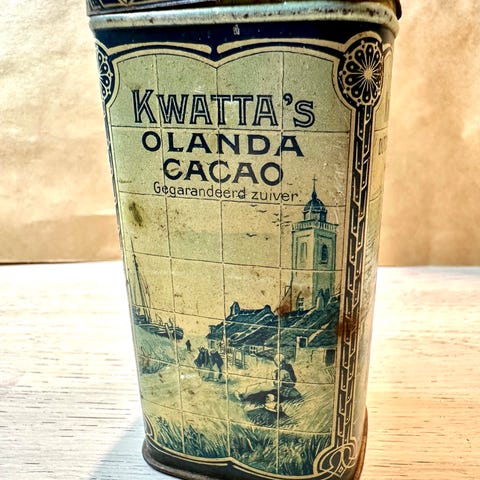 KWATTA's
OLANDA
CACAO
Gegarandeerd zuiver